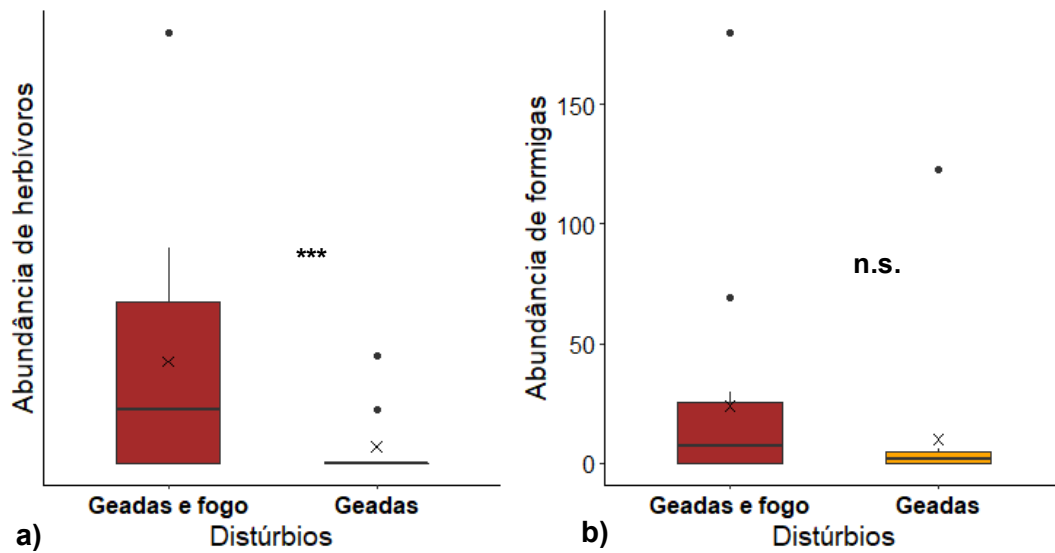 Abundância de herbívoros
***
Geadas e fogo
Geadas
Distúrbios
a)
Abundância de formigas
150
100
50
0
n.s.
Geadas e fogo
Geadas
Distúrbios
b)